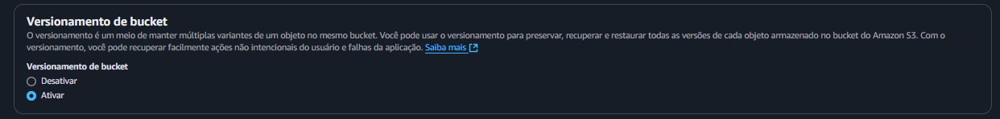 Versionamento de bucket
O versionamento é um meio de manter múltiplas variantes de um objeto no mesmo bucket. Você pode usar o versionamento para preservar, recuperar e restaurar todas as versões de cada objeto armazenado no bucket do Amazon S3. Com o
versionamento, você pode recuperar facilmente ações não intencionais do usuário e falhas da aplicação. Saiba mais
Versionamento de bucket
Desativar
Ativar